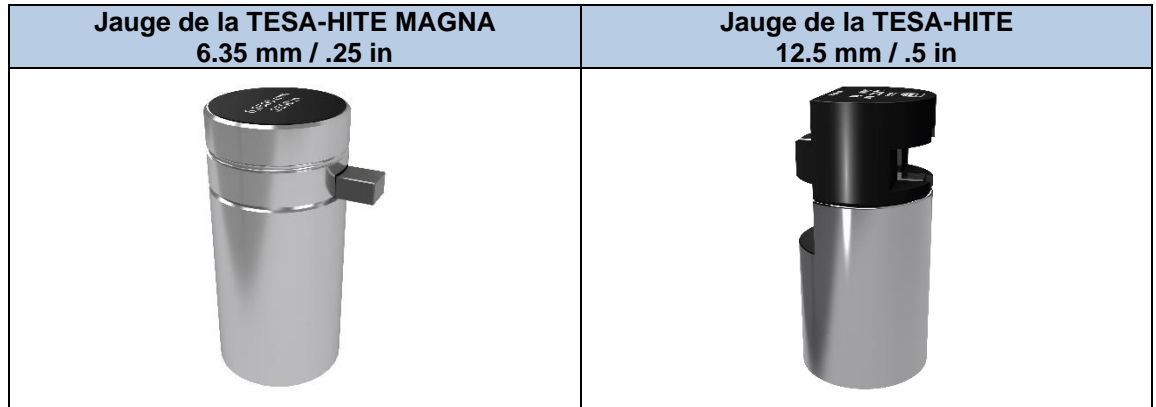 Jauge de la TESA-HITE MAGNA
6.35 mm / .25 in
Jauge de la TESA-HITE
12.5 mm / .5 in